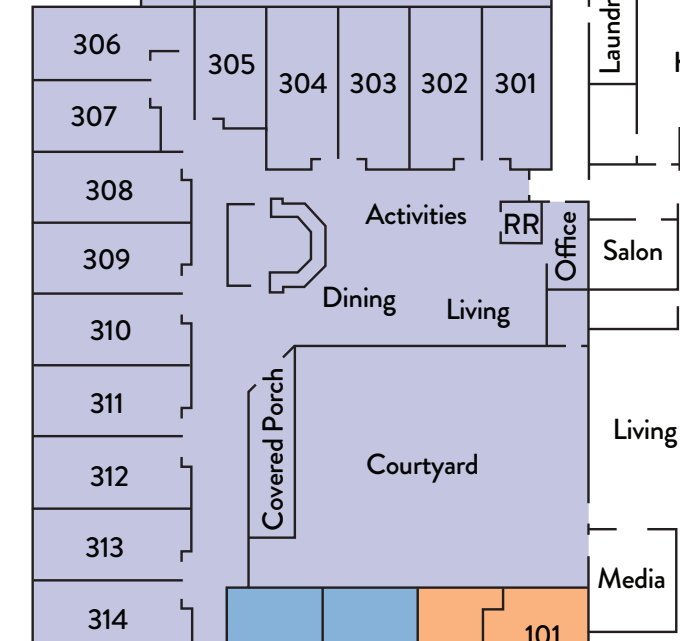 306
305
304
303
302
301
307
308
309
310
311
312
313
314
Activities
RR
Office
Salon
Dining
Living
Covered Porch
Courtyard
Living
Media
101